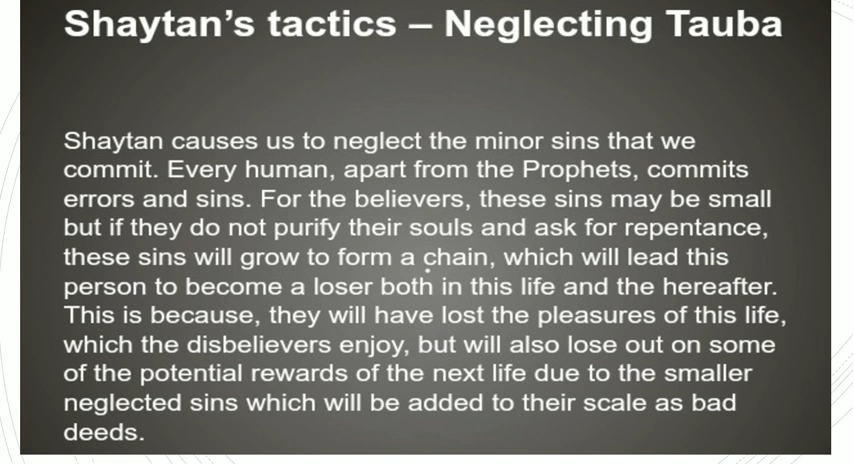 Shaytan's tactics – Neglecting Tauba
Shaytan causes us to neglect the minor sins that we
commit. Every human, apart from the Prophets, commits
errors and sins. For the believers, these sins may be small
but if they do not purify their souls and ask for repentance,
these sins will grow to form a chain, which will lead this
person to become a loser both in this life and the hereafter.
This is because, they will have lost the pleasures of this life,
which the disbelievers enjoy, but will also lose out on some
of the potential rewards of the next life due to the smaller
neglected sins which will be added to their scale as bad
deeds.